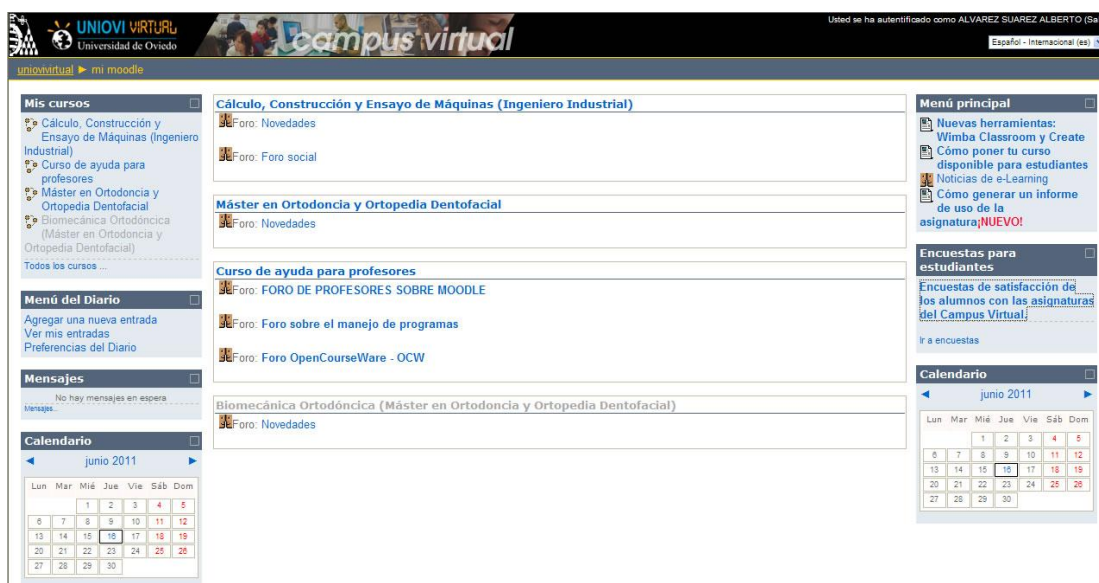 UNIOVI VIRTUAL
Universidad de Oviedo
campus virtual
Usted se ha autentificado como ALVAREZ SUAREZ ALBERTO (Sa
Español - Internacional (es)
uniovivirtual ► mi moodle
Mis cursos
Cálculo, Construcción y
Ensayo de Máquinas (Ingeniero
Industrial)
Curso de ayuda para
profesores
Máster en Ortodoncia y
Ortopedia Dentofacial
Biomecánica Ortodóncica
(Máster en Ortodoncia y
Ortopedia Dentofacial)
Todos los cursos ...
Menú del Diario
Agregar una nueva entrada
Ver mis entradas
Preferencias del Diario
Mensajes
No hay mensajes en espera
Mensajes...
Calendario
◄ junio 2011 ►
Lun Mar Mié Jue Vie Sáb Dom
1 2 3 4 5
6 7 8 9 10 11 12
13 14 15 16 17 18 19
20 21 22 23 24 25 26
27 28 29 30
Cálculo, Construcción y Ensayo de Máquinas (Ingeniero Industrial)
Foro: Novedades
Foro: Foro social
Máster en Ortodoncia y Ortopedia Dentofacial
Foro: Novedades
Curso de ayuda para profesores
Foro: FORO DE PROFESORES SOBRE MOODLE
Foro: Foro sobre el manejo de programas
Foro: Foro OpenCourseWare - OCW
Biomecánica Ortodóncica (Máster en Ortodoncia y Ortopedia Dentofacial)
Foro: Novedades
Menú principal
Nuevas herramientas:
Wimba Classroom y Create
Cómo poner tu curso
disponible para estudiantes
Noticias de e-Learning
Cómo generar un informe
de uso de la
asignatura¡NUEVO!
Encuestas para
estudiantes
Encuestas de satisfacción de
los alumnos con las asignaturas
del Campus Virtual.
Ir a encuestas
Calendario
◄ junio 2011 ►
Lun Mar Mié Jue Vie Sáb Dom
1 2 3 4 5
6 7 8 9 10 11 12
13 14 15 16 17 18 19
20 21 22 23 24 25 26
27 28 29 30